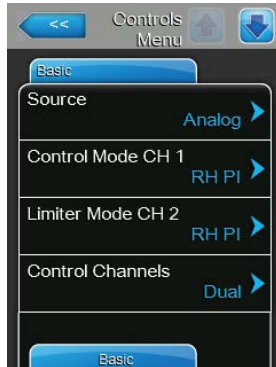 <<
Controls
Menu
Basic
Source
Analog
Control Mode CH 1
RH PI
Limiter Mode CH 2
RH PI
Control Channels
Dual
Basic